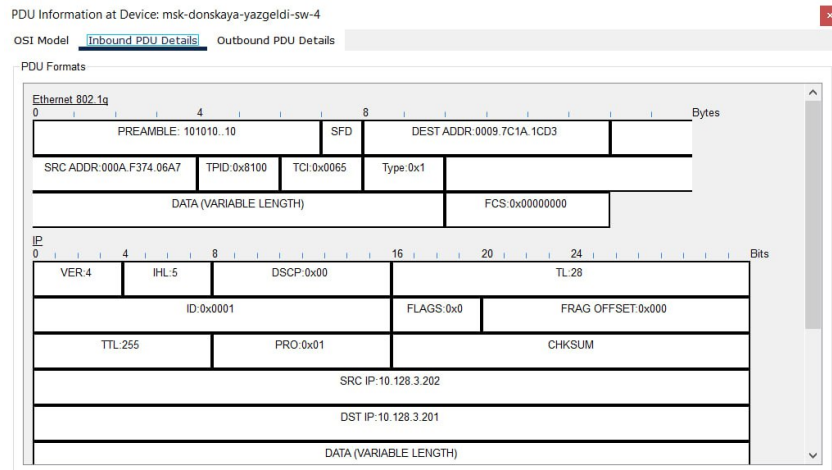 PDU Information at Device: msk-donskaya-yazgeldi-sw-4
OSI Model Inbound PDU Details Outbound PDU Details
PDU Formats
Ethernet 802.1q
0 4 8 Bytes
PREAMBLE: 101010..10 SFD DEST ADDR:0009.7C1A.1CD3
SRC ADDR:000A.F374.06A7 TPID:0x8100 TCI:0x0065 Type:0x1
DATA (VARIABLE LENGTH) FCS:0x00000000
IP
0 4 8 16 20 24 Bits
VER:4 IHL:5 DSCP:0x00 TL:28
ID:0x0001 FLAGS:0x0 FRAG OFFSET:0x000
TTL:255 PRO:0x01 CHKSUM
SRC IP:10.128.3.202
DST IP:10.128.3.201
DATA (VARIABLE LENGTH)